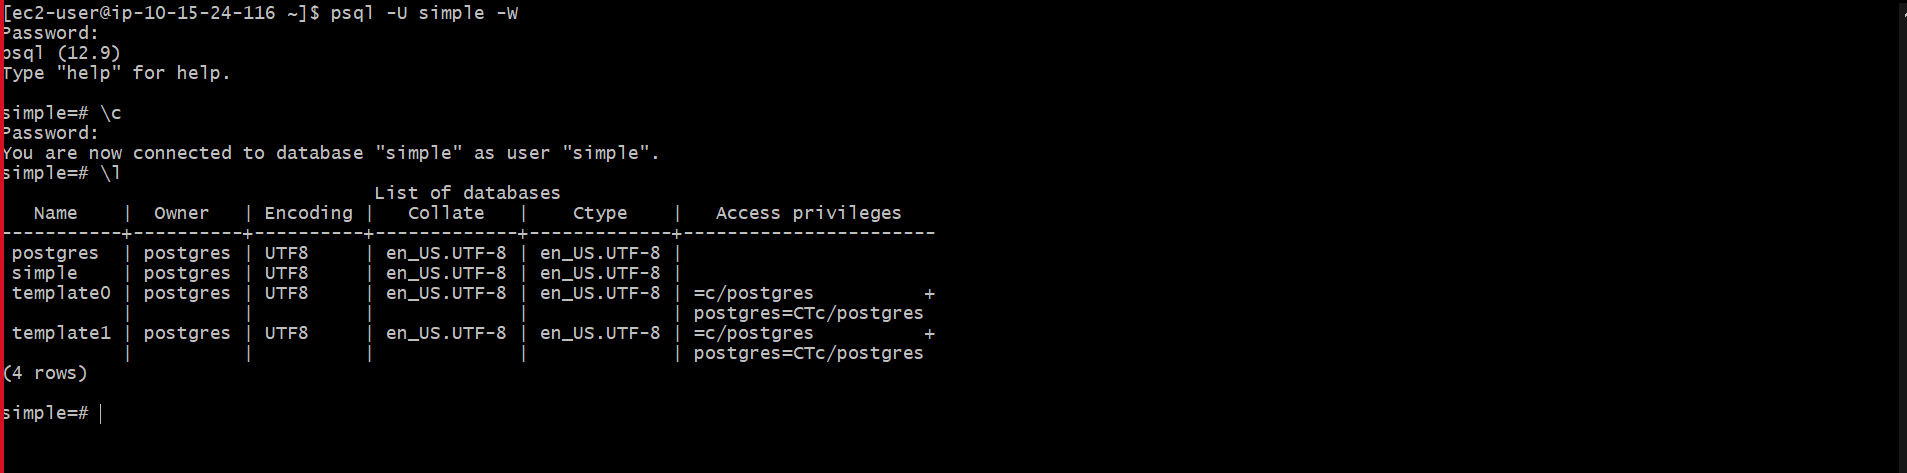 [ec2-user@ip-10-15-24-116 ~]$ psql -U simple -W
Password:
psql (12.9)
Type "help" for help.

simple=# \c
Password:
You are now connected to database "simple" as user "simple".
simple=# \l
                                  List of databases
   Name    |  Owner   | Encoding |   Collate   |    Ctype    |   Access privileges
-----------+----------+----------+-------------+-------------+-----------------------
 postgres  | postgres | UTF8     | en_US.UTF-8 | en_US.UTF-8 |
 simple    | postgres | UTF8     | en_US.UTF-8 | en_US.UTF-8 |
 template0 | postgres | UTF8     | en_US.UTF-8 | en_US.UTF-8 | =c/postgres          +
           |          |          |             |             | postgres=CTc/postgres
 template1 | postgres | UTF8     | en_US.UTF-8 | en_US.UTF-8 | =c/postgres          +
           |          |          |             |             | postgres=CTc/postgres
(4 rows)

simple=#